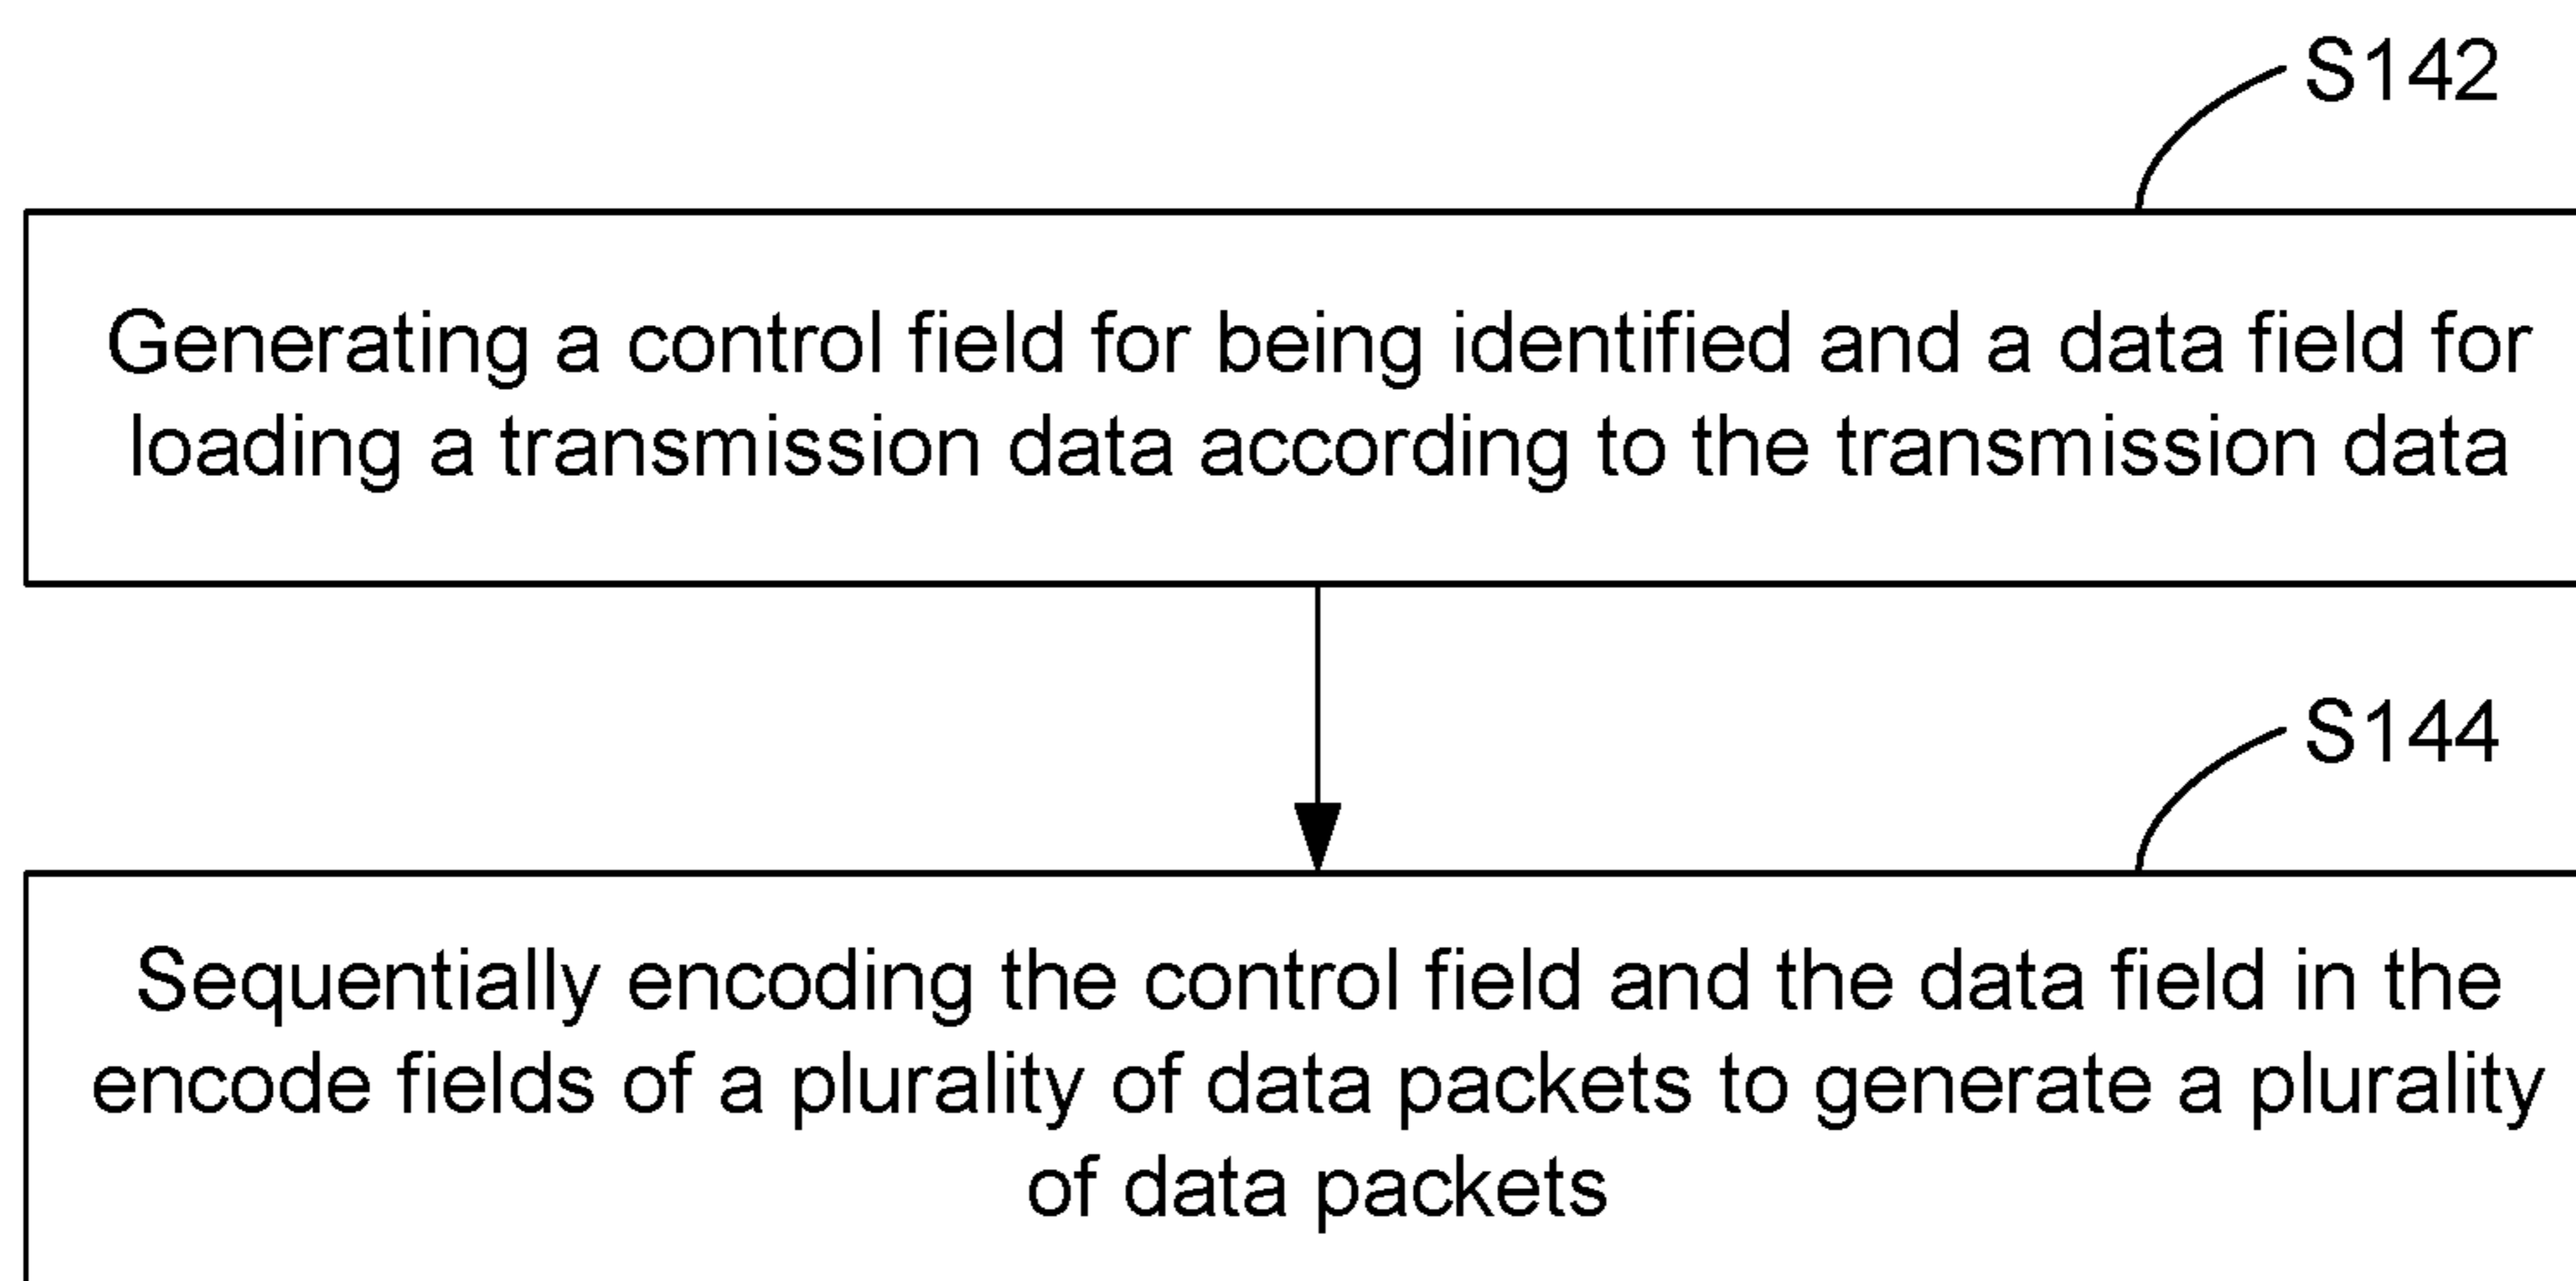 S142
Generating a control field for being identified and a data field for
loading a transmission data according to the transmission data
S144
Sequentially encoding the control field and the data field in the
encode fields of a plurality of data packets to generate a plurality
of data packets